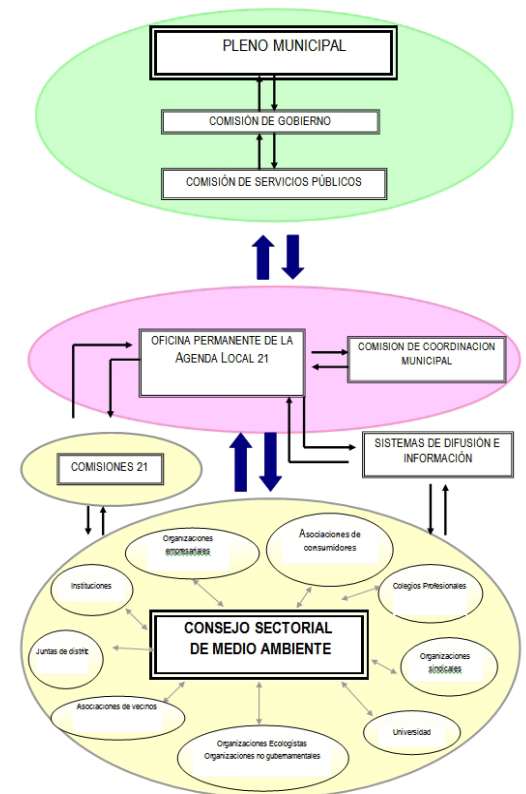 PLENO MUNICIPAL
COMISIÓN DE GOBIERNO
COMISIÓN DE SERVICIOS PÚBLICOS
OFICINA PERMANENTE DE LA
AGENDA LOCAL 21
COMISION DE COORDINACION
MUNICIPAL
SISTEMAS DE DIFUSIÓN E
INFORMACIÓN
COMISIONES 21
Organizaciones
empresariales
Asociaciones de
consumidores
Instituciones
Colegios Profesionales
CONSEJO SECTORIAL
DE MEDIO AMBIENTE
Juntas de distric
Organizaciones
sindicales
Asociaciones de vecinos
Universidad
Organizaciones Ecologistas
Organizaciones no gubernamentales